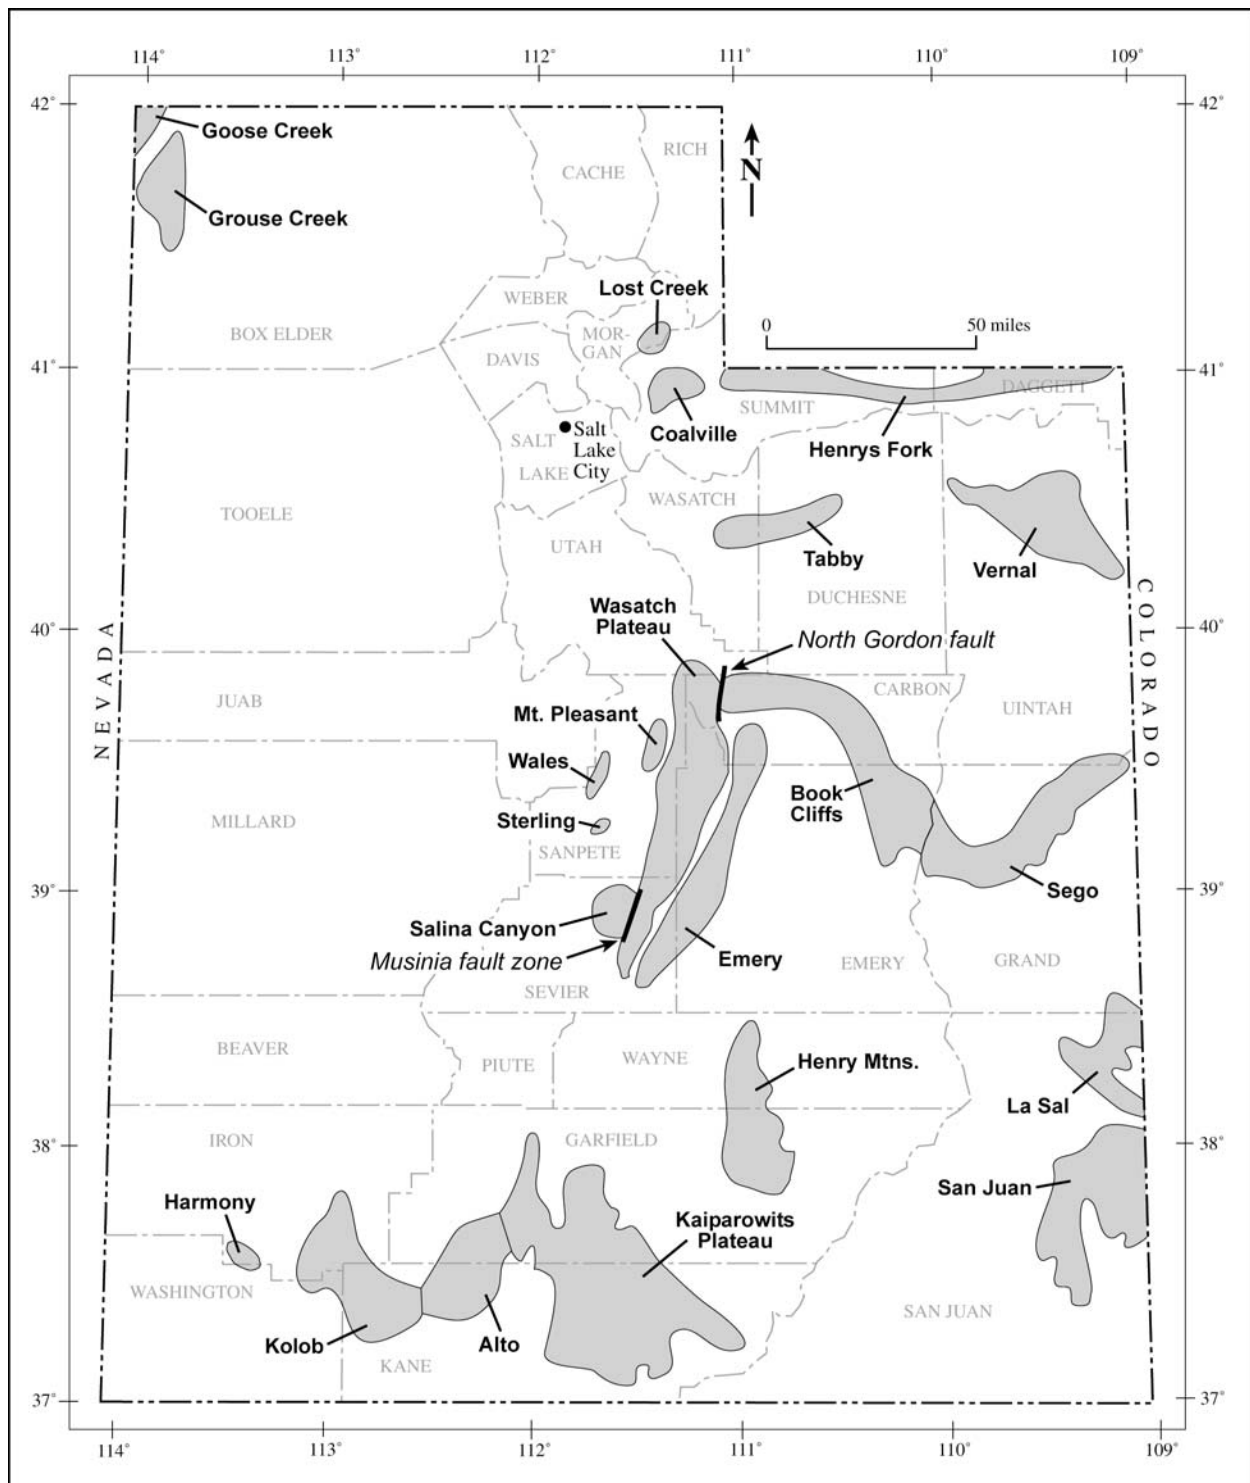 114° 113° 112° 111° 110° 109°
42° 42°
Goose Creek
RICH
N
CACHE
Grouse Creek
Lost Creek
WEBER
0 50 miles
BOX ELDER
MOR-
GAN
DAVIS
41° 41°
DAGGETT
SUMMIT
Coalville
Henrys Fork
Salt
Lake
City
SALT
LAKE
WASATCH
TOOELE
UTAH
Tabby
Vernal
DUCHESNE
COLORADO
Wasatch
Plateau
40° 40°
North Gordon fault
NEVADA
CARBON
JUAB
UINTAH
Mt. Pleasant
Wales
Book
Cliffs
MILLARD
Sterling
SANPETE
39° 39°
Sego
Salina Canyon
Musinia fault zone
Emery
EMERY
GRAND
SEVIER
BEAVER
PIUTE
WAYNE
Henry Mtns.
La Sal
IRON
GARFIELD
38° 38°
San Juan
Harmony
Kaiparowits
Plateau
WASHINGTON
SAN JUAN
Kolob
Alto
KANE
37° 37°
114° 113° 112° 111° 110° 109°